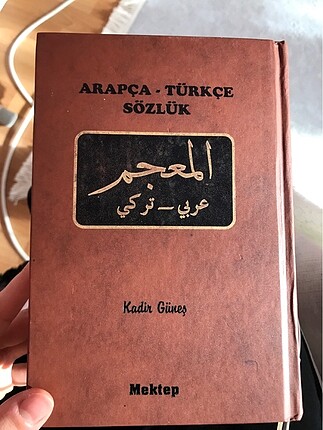 ARAPÇA - TÜRKÇE
SÖZLÜK
المعجم
عربي – تركي
Kadir Güneş
Mektep